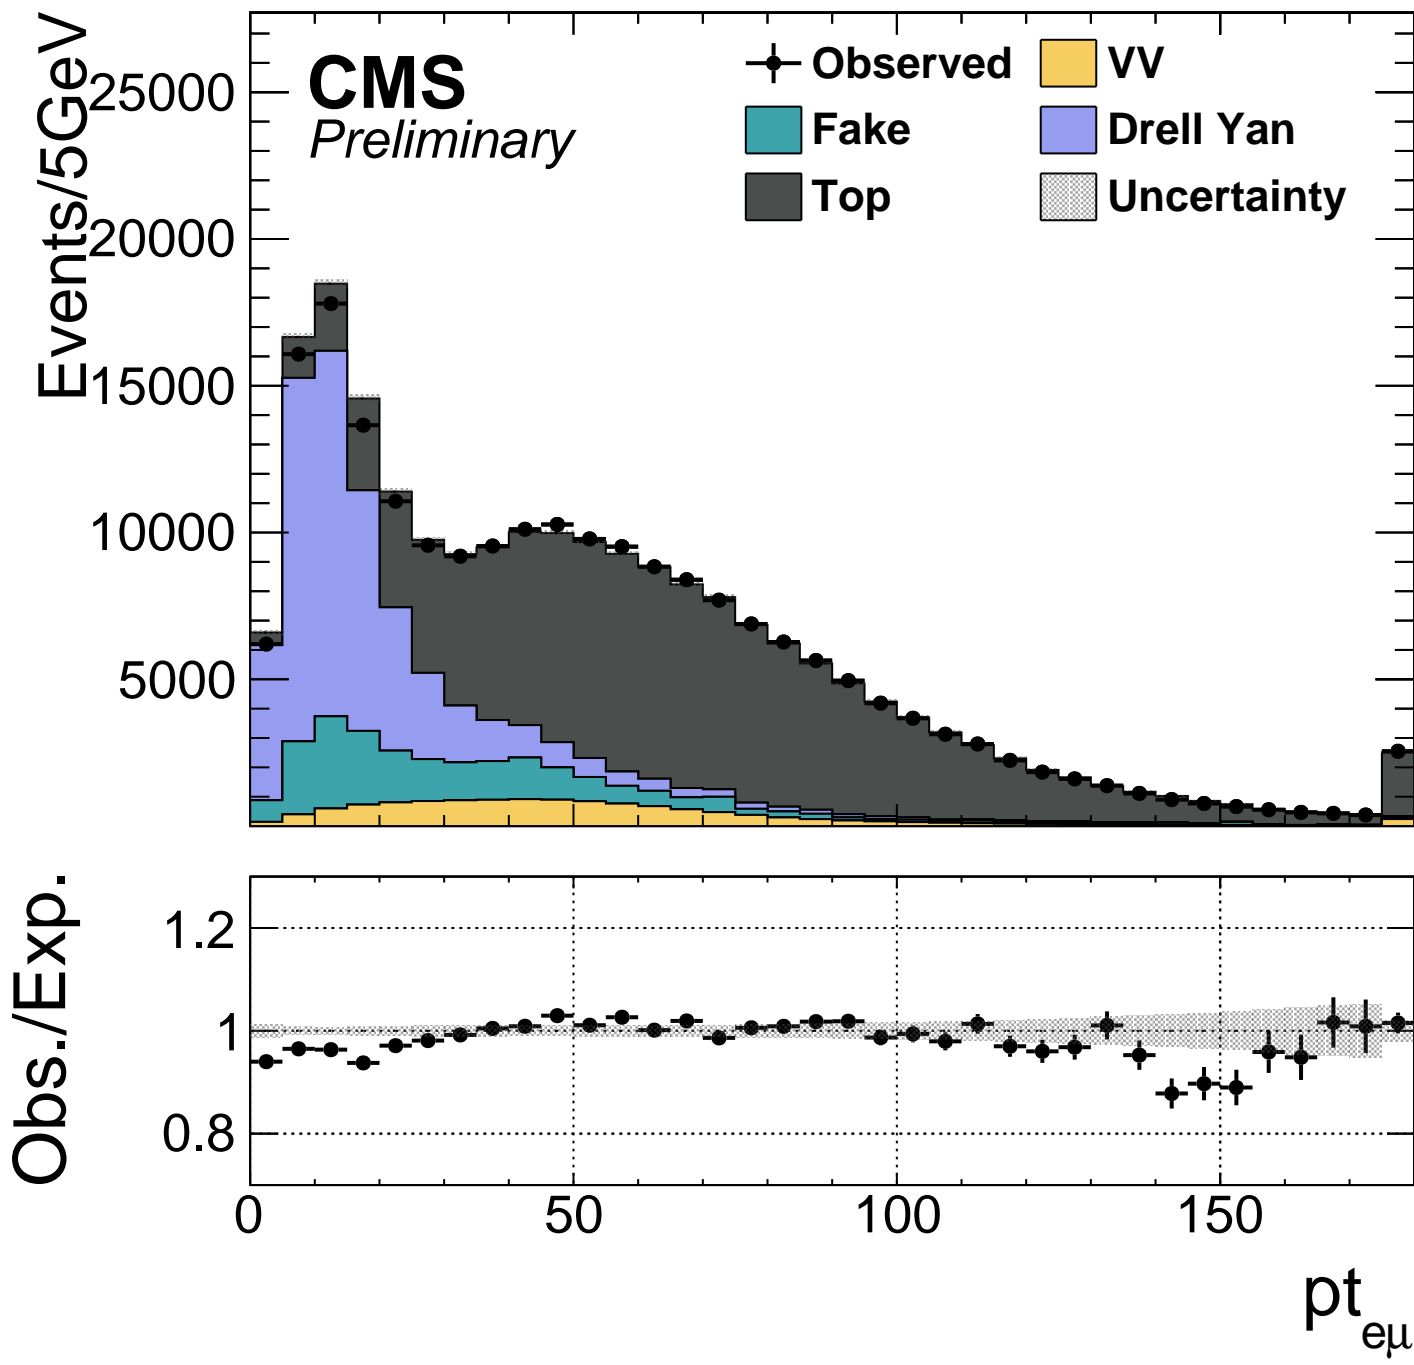 Events/5GeV
25000
20000
15000
10000
5000
CMS
Preliminary
Observed
VV
Fake
Drell Yan
Top
Uncertainty
Obs./Exp.
1.2
1
0.8
0 50 100 150
pt eμ